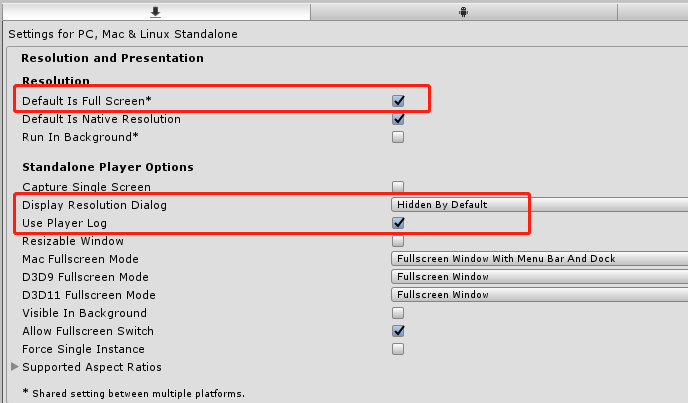 Settings for PC, Mac & Linux Standalone
Resolution and Presentation
Resolution
Default Is Full Screen*
Default Is Native Resolution
Run In Background*
Standalone Player Options
Capture Single Screen
Display Resolution Dialog Hidden By Default
Use Player Log
Resizable Window
Mac Fullscreen Mode Fullscreen Window With Menu Bar And Dock
D3D9 Fullscreen Mode Fullscreen Window
D3D11 Fullscreen Mode Fullscreen Window
Visible In Background
Allow Fullscreen Switch
Force Single Instance
Supported Aspect Ratios
* Shared setting between multiple platforms.